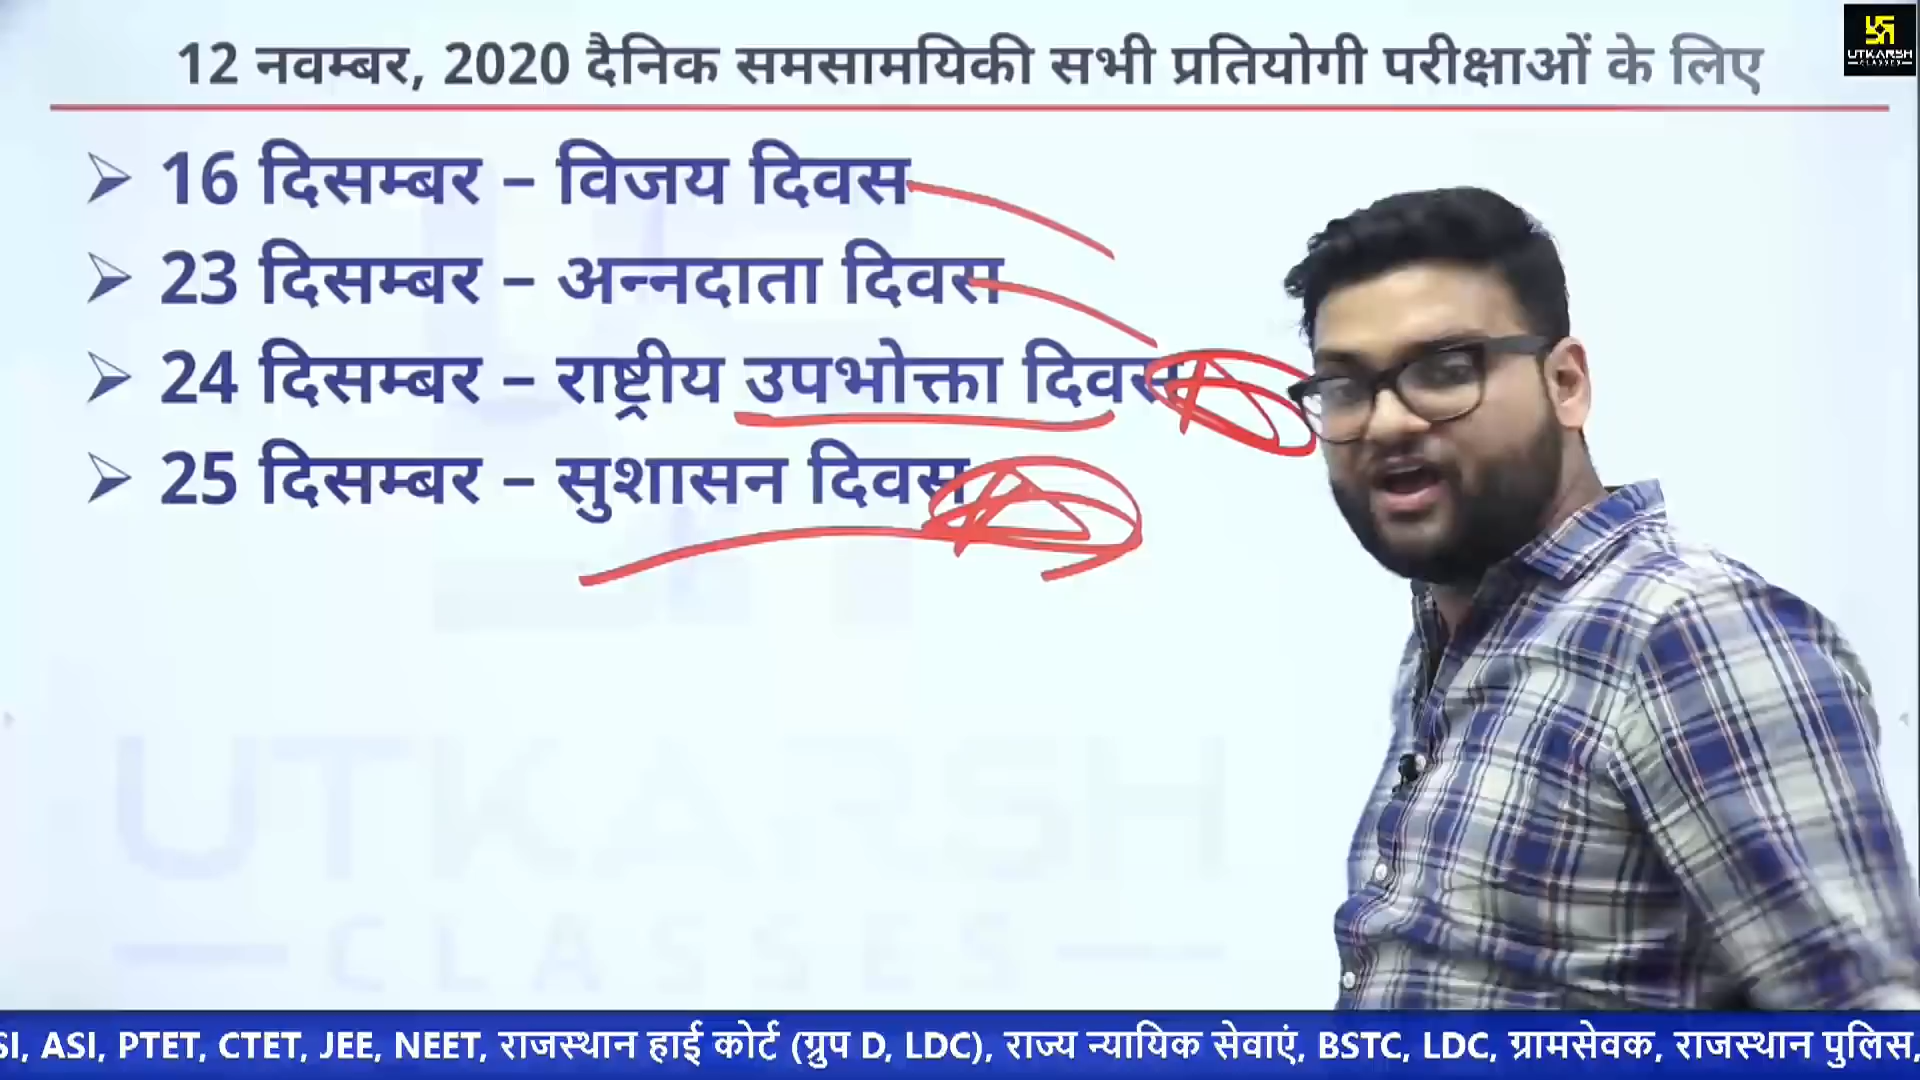 12 नवम्बर, 2020 दैनिक समसामयिकी सभी प्रतियोगी परीक्षाओं के लिए
UTKARSH
CLASSES
➢ 16 दिसम्बर – विजय दिवस
➢ 23 दिसम्बर – अन्नदाता दिवस
➢ 24 दिसम्बर – राष्ट्रीय उपभोक्ता दिवस
➢ 25 दिसम्बर – सुशासन दिवस
UTKARSH
CLASSES
SI, ASI, PTET, CTET, JEE, NEET, राजस्थान हाई कोर्ट (ग्रुप D, LDC), राज्य न्यायिक सेवाएं, BSTC, LDC, ग्रामसेवक, राजस्थान पुलिस,